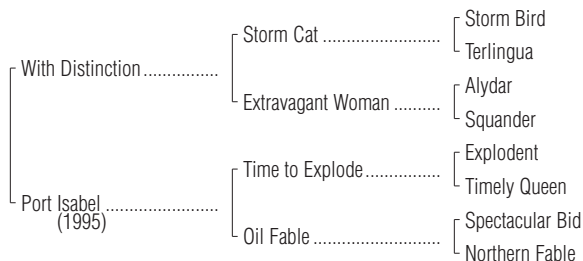 Storm Bird
Storm Cat ..........................
Terlingua
With Distinction ................
Alydar
Extravagant Woman ..........
Squander
Explodent
Time to Explode.................
Timely Queen
Port Isabel ........................
(1995)
Spectacular Bid
Oil Fable ............................
Northern Fable